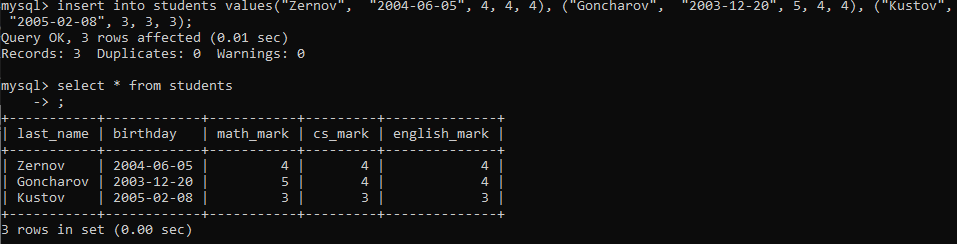 mysql> insert into students values("Zernov",  "2004-06-05", 4, 4, 4), ("Goncharov",  "2003-12-20", 5, 4, 4), ("Kustov",
 "2005-02-08", 3, 3, 3);
Query OK, 3 rows affected (0.01 sec)
Records: 3  Duplicates: 0  Warnings: 0

mysql> select * from students
    -> ;
+-----------+------------+-----------+---------+--------------+
| last_name | birthday   | math_mark | cs_mark | english_mark |
+-----------+------------+-----------+---------+--------------+
| Zernov    | 2004-06-05 |         4 |       4 |            4 |
| Goncharov | 2003-12-20 |         5 |       4 |            4 |
| Kustov    | 2005-02-08 |         3 |       3 |            3 |
+-----------+------------+-----------+---------+--------------+
3 rows in set (0.00 sec)